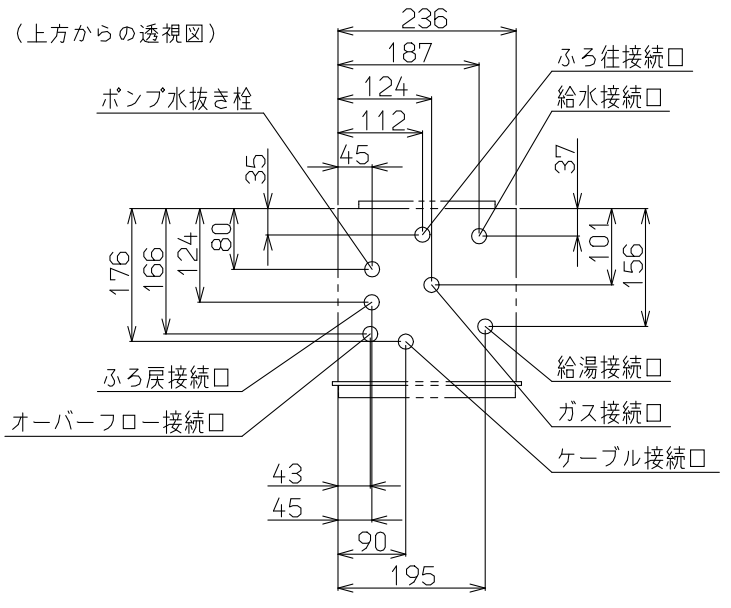 （上方からの透視図）
236
187
124
112
45
ふろ往接続口
給水接続口
ポンプ水抜き栓
35
37
176
166
124
80
101
156
ふろ戻接続口
オーバーフロー接続口
給湯接続口
ガス接続口
ケーブル接続口
43
45
90
195